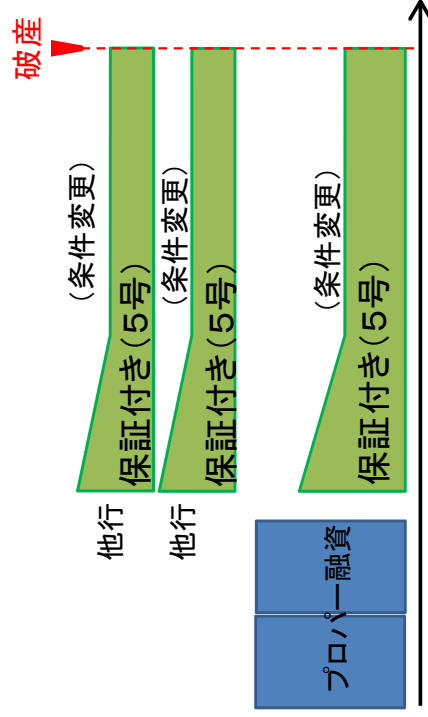 破産
(条件変更)
他行
保証付き(5号)
(条件変更)
他行
保証付き(5号)
(条件変更)
プロパー融資
保証付き(5号)